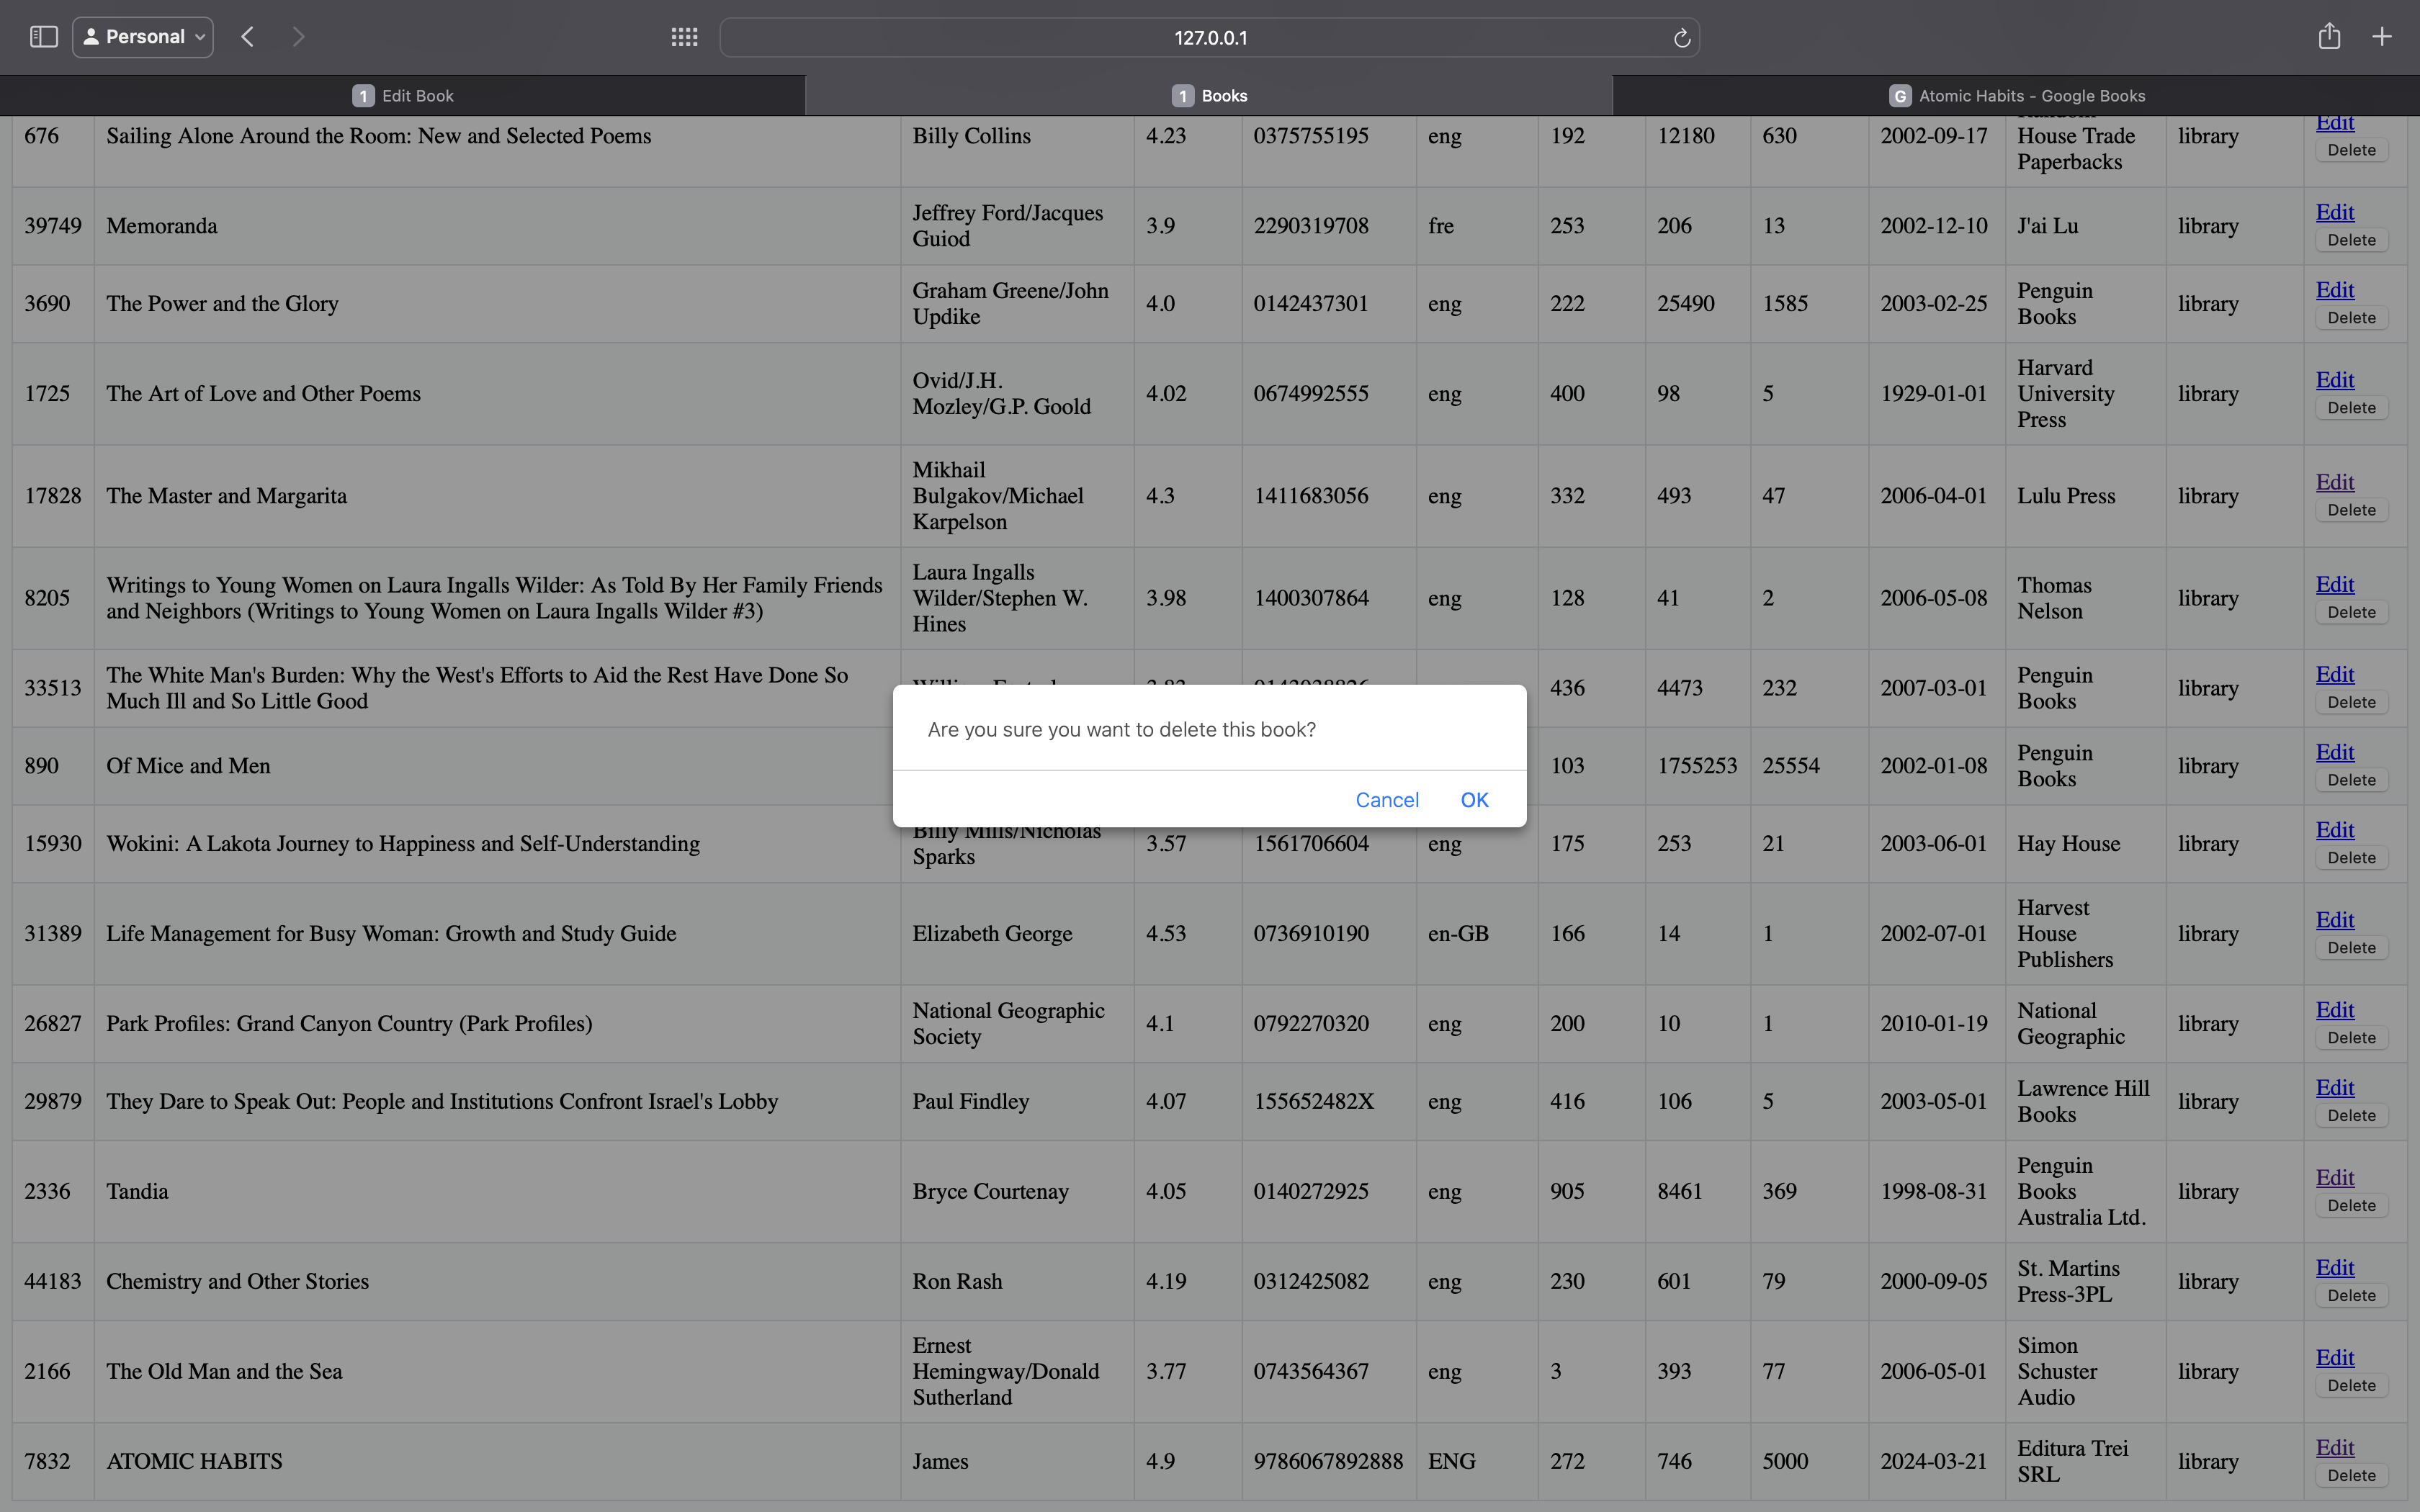 Personal
127.0.0.1
1 Edit Book
1 Books
G Atomic Habits - Google Books
676 Sailing Alone Around the Room: New and Selected Poems Billy Collins 4.23 0375755195 eng 192 12180 630 2002-09-17
House Trade
Paperbacks
library Edit
Delete
39749 Memoranda
Jeffrey Ford/Jacques
Guiod
3.9 2290319708 fre 253 206 13 2002-12-10 J'ai Lu library Edit
Delete
3690 The Power and the Glory
Graham Greene/John
Updike
4.0 0142437301 eng 222 25490 1585 2003-02-25
Penguin
Books
library Edit
Delete
1725 The Art of Love and Other Poems
Ovid/J.H.
Mozley/G.P. Goold
4.02 0674992555 eng 400 98 5 1929-01-01
Harvard
University
Press
library Edit
Delete
17828 The Master and Margarita
Mikhail
Bulgakov/Michael
Karpelson
4.3 1411683056 eng 332 493 47 2006-04-01 Lulu Press library Edit
Delete
8205
Writings to Young Women on Laura Ingalls Wilder: As Told By Her Family Friends
and Neighbors (Writings to Young Women on Laura Ingalls Wilder #3)
Laura Ingalls
Wilder/Stephen W.
Hines
3.98 1400307864 eng 128 41 2 2006-05-08
Thomas
Nelson
library Edit
Delete
33513
The White Man's Burden: Why the West's Efforts to Aid the Rest Have Done So
Much Ill and So Little Good
436 4473 232 2007-03-01
Penguin
Books
library Edit
Delete
Are you sure you want to delete this book?
Cancel OK
890 Of Mice and Men
103 1755253 25554 2002-01-08
Penguin
Books
library Edit
Delete
15930 Wokini: A Lakota Journey to Happiness and Self-Understanding
Billy Mills/Nicholas
Sparks
3.57 1561706604 eng 175 253 21 2003-06-01 Hay House library Edit
Delete
31389 Life Management for Busy Woman: Growth and Study Guide Elizabeth George 4.53 0736910190 en-GB 166 14 1 2002-07-01
Harvest
House
Publishers
library Edit
Delete
26827 Park Profiles: Grand Canyon Country (Park Profiles)
National Geographic
Society
4.1 0792270320 eng 200 10 1 2010-01-19
National
Geographic
library Edit
Delete
29879 They Dare to Speak Out: People and Institutions Confront Israel's Lobby Paul Findley 4.07 155652482X eng 416 106 5 2003-05-01
Lawrence Hill
Books
library Edit
Delete
2336 Tandia Bryce Courtenay 4.05 0140272925 eng 905 8461 369 1998-08-31
Penguin
Books
Australia Ltd.
library Edit
Delete
44183 Chemistry and Other Stories Ron Rash 4.19 0312425082 eng 230 601 79 2000-09-05
St. Martins
Press-3PL
library Edit
Delete
2166 The Old Man and the Sea
Ernest
Hemingway/Donald
Sutherland
3.77 0743564367 eng 3 393 77 2006-05-01
Simon
Schuster
Audio
library Edit
Delete
7832 ATOMIC HABITS James 4.9 9786067892888 ENG 272 746 5000 2024-03-21
Editura Trei
SRL
library Edit
Delete